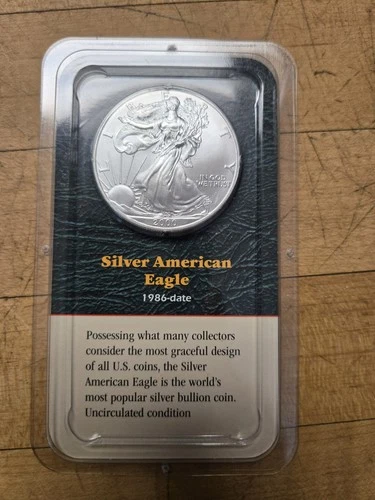 IN GOD
WE TRUST
2000
Silver American
Eagle
1986-date
Possessing what many collectors
consider the most graceful design
of all U.S. coins, the Silver
American Eagle is the world's
most popular silver bullion coin.
Uncirculated condition